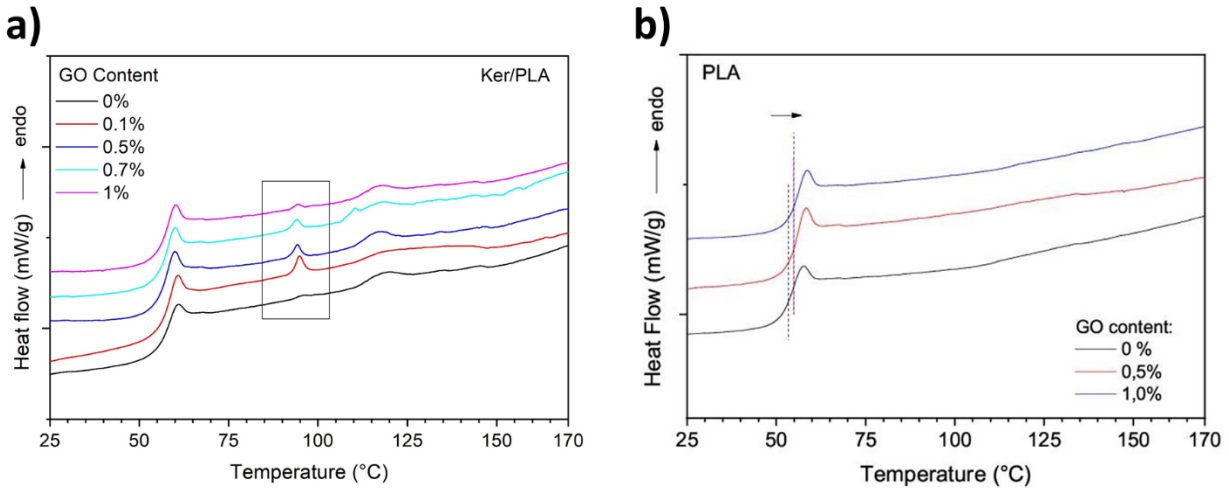 a)
GO Content
Ker/PLA
0%
0.1%
0.5%
0.7%
1%
Heat flow (mW/g) → endo
25 50 75 100 125 150 170
Temperature (°C)
b)
PLA
Heat Flow (mW/g) → endo
GO content:
0 %
0,5%
1,0%
25 50 75 100 125 150 170
Temperature (°C)